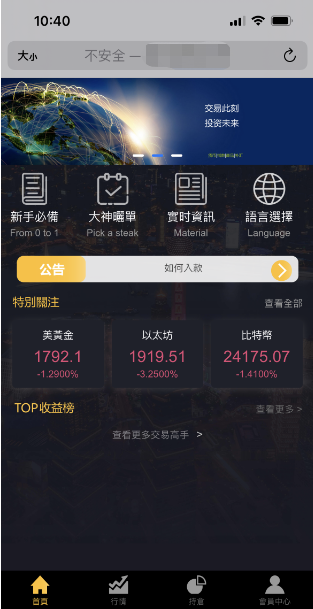 10:40
大小
不安全 —
交易此刻
投资未来
新手必備
大神曬單
實时資訊
語言選擇
From 0 to 1
Pick a steak
Material
Language
公告
如何入款
特別關注
查看全部
美黃金
以太坊
比特幣
1792.1
1919.51
24175.07
-1.2900%
-3.2500%
-1.4100%
TOP收益榜
查看更多 >
查看更多交易高手 >
首頁
行情
持倉
會員中心